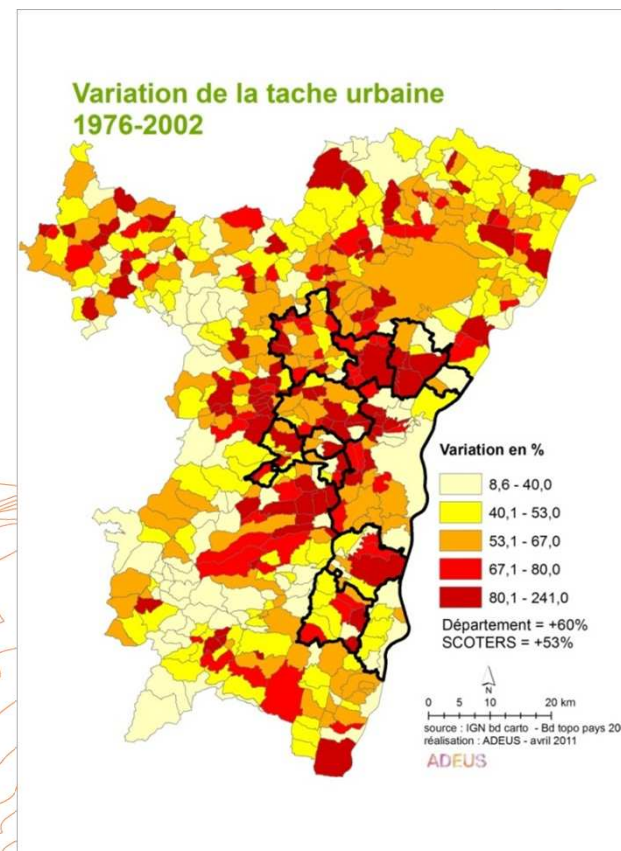 Variation de la tache urbaine
1976-2002
Variation en %
8,6 - 40,0
40,1 - 53,0
53,1 - 67,0
67,1 - 80,0
80,1 - 241,0
Département = +60%
SCOTERS = +53%
N
0 5 10 20 km
source : IGN bd carto - Bd topo pays 20
réalisation : ADEUS - avril 2011
ADEUS